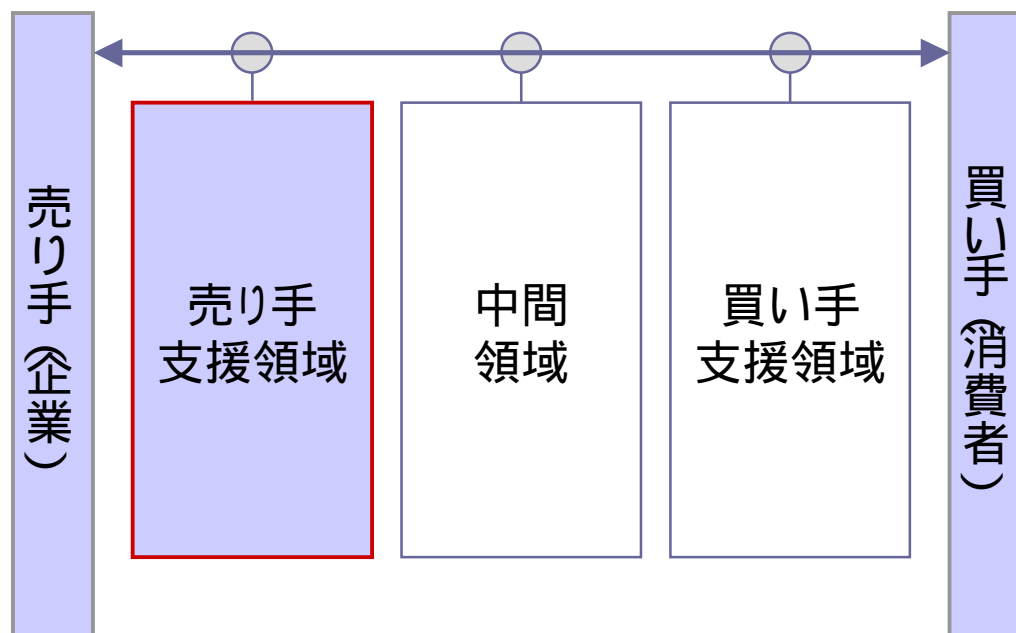 売り手（企業）
売り手
支援領域
中間
領域
買い手
支援領域
買い手（消費者）